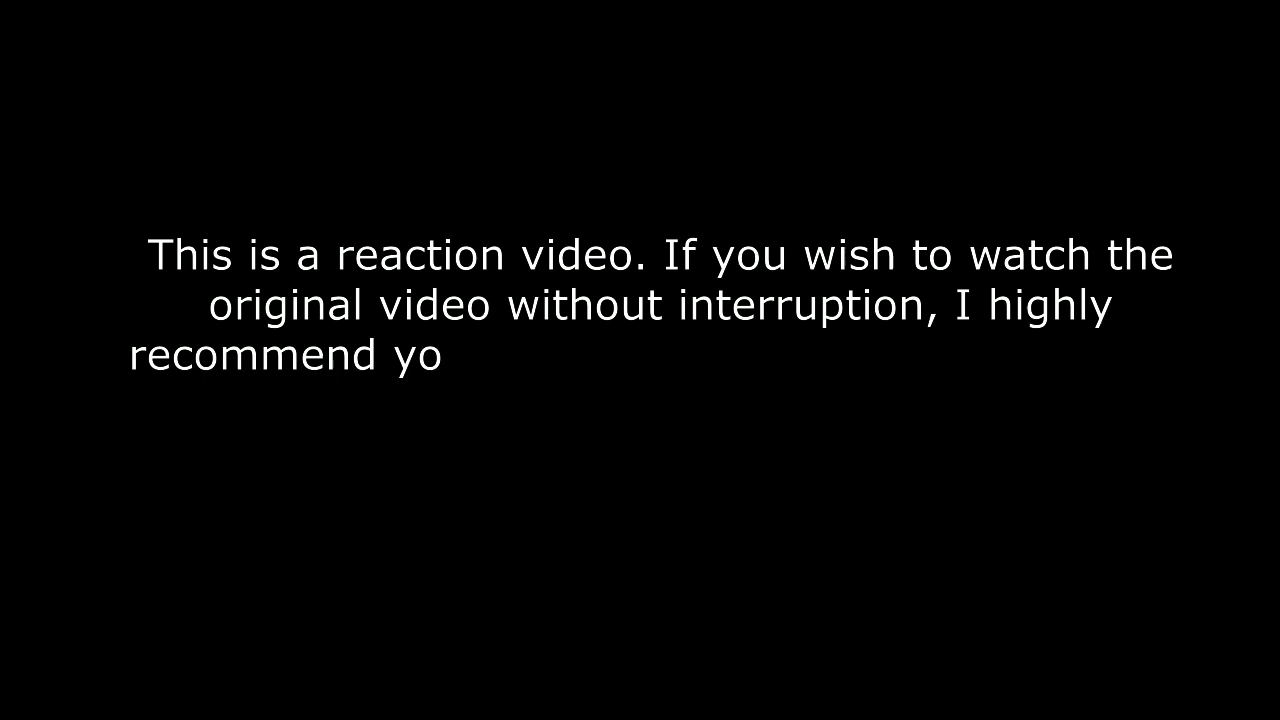 This is a reaction video. If you wish to watch the
original video without interruption, I highly
recommend yo